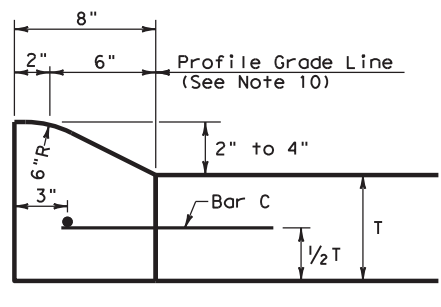 8"
2"
6"
Profile Grade Line
(See Note 10)
6"R
2" to 4"
3"
Bar C
T
½T